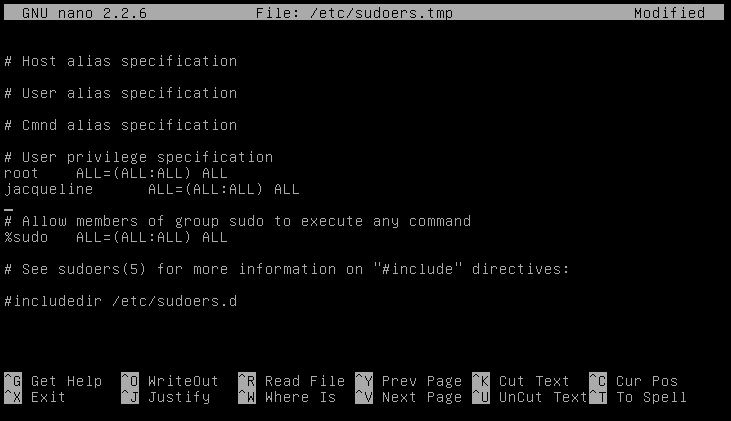 GNU nano 2.2.6 File: /etc/sudoers.tmp Modified
# Host alias specification
# User alias specification
# Cmnd alias specification
# User privilege specification
root ALL=(ALL:ALL) ALL
jacqueline ALL=(ALL:ALL) ALL
# Allow members of group sudo to execute any command
%sudo ALL=(ALL:ALL) ALL
# See sudoers(5) for more information on "#include" directives:
#includedir /etc/sudoers.d
^G Get Help ^O WriteOut ^R Read File ^Y Prev Page ^K Cut Text ^C Cur Pos
^X Exit ^J Justify ^W Where Is ^V Next Page ^U UnCut Text ^T To Spell